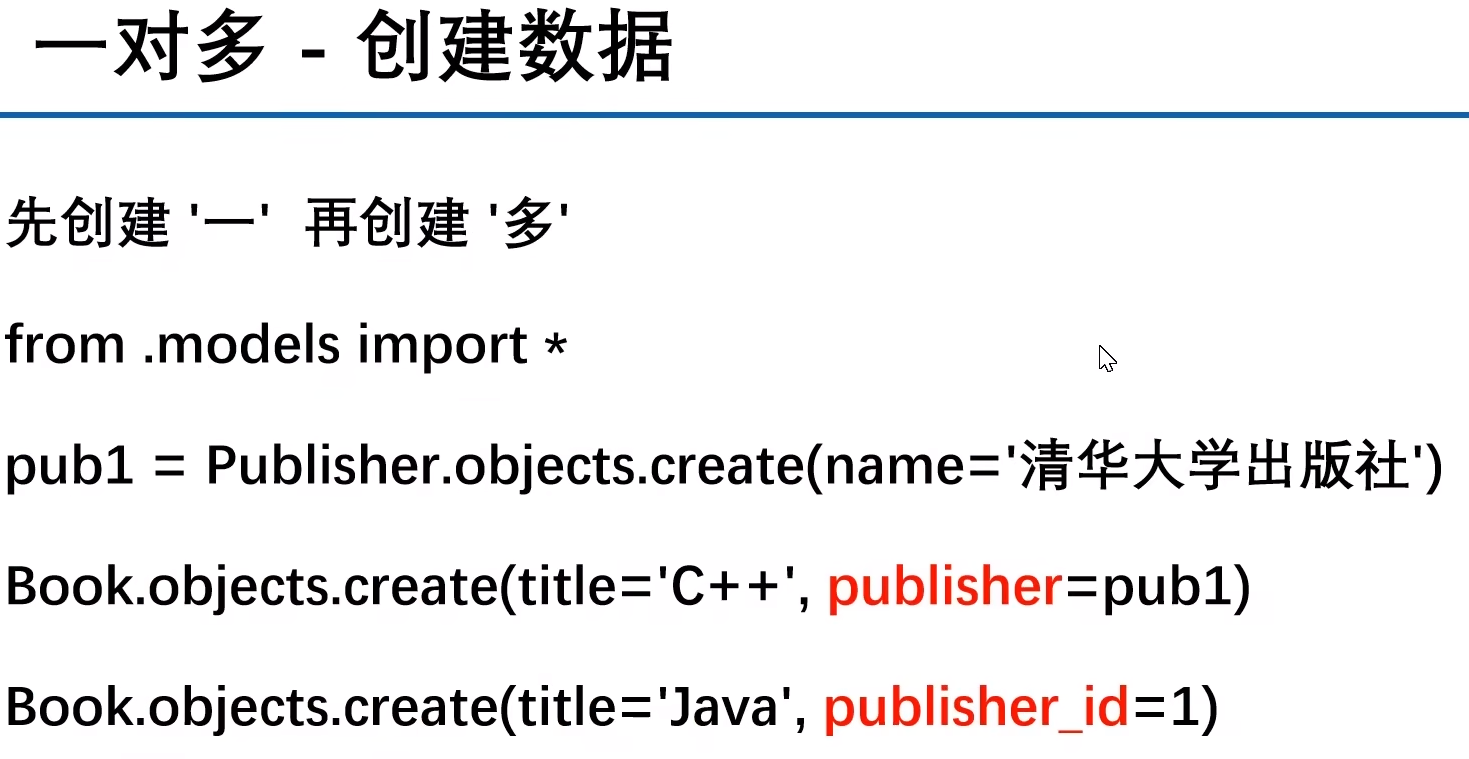 一对多 - 创建数据
先创建 '一' 再创建 '多'
from .models import *
pub1 = Publisher.objects.create(name='清华大学出版社')
Book.objects.create(title='C++', publisher=pub1)
Book.objects.create(title='Java', publisher_id=1)